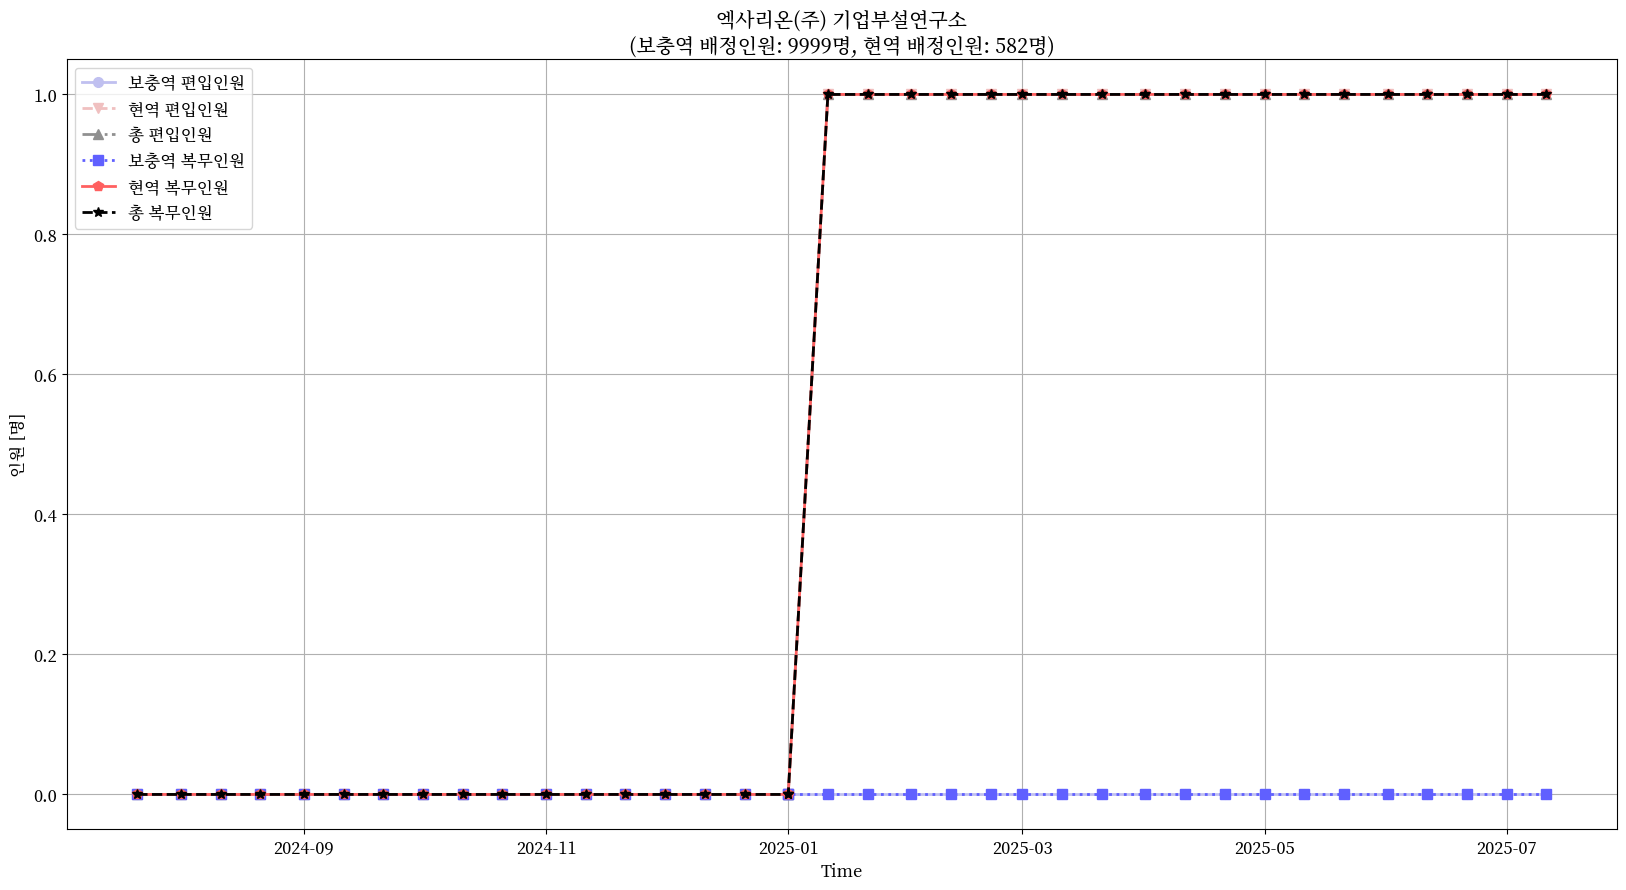 엑사리온(주) 기업부설연구소
(보충역 배정인원: 9999명, 현역 배정인원: 582명)
보충역 편입인원
현역 편입인원
총 편입인원
보충역 복무인원
현역 복무인원
총 복무인원
1.0
0.8
0.6
0.4
0.2
0.0
인원 [명]
2024-09
2024-11
2025-01
2025-03
2025-05
2025-07
Time